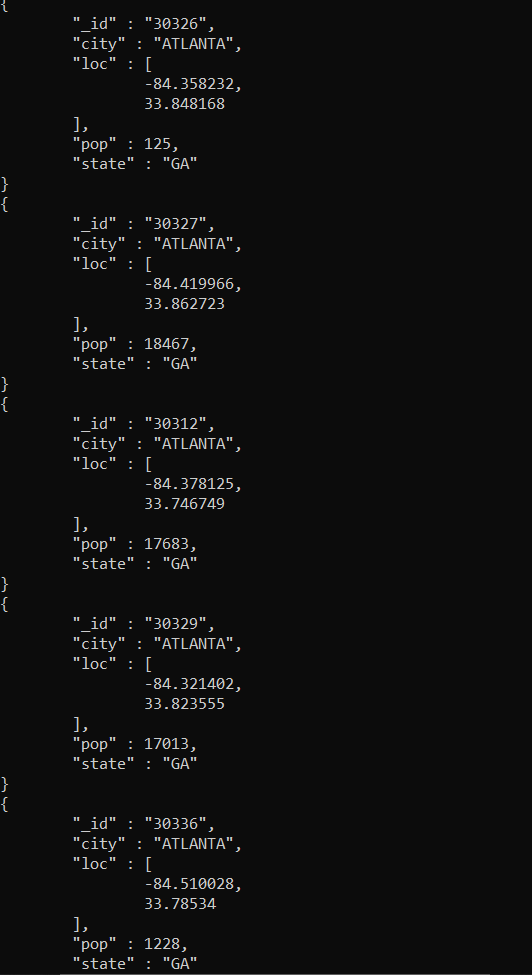 {
"_id" : "30326",
"city" : "ATLANTA",
"loc" : [
-84.358232,
33.848168
],
"pop" : 125,
"state" : "GA"
}
{
"_id" : "30327",
"city" : "ATLANTA",
"loc" : [
-84.419966,
33.862723
],
"pop" : 18467,
"state" : "GA"
}
{
"_id" : "30312",
"city" : "ATLANTA",
"loc" : [
-84.378125,
33.746749
],
"pop" : 17683,
"state" : "GA"
}
{
"_id" : "30329",
"city" : "ATLANTA",
"loc" : [
-84.321402,
33.823555
],
"pop" : 17013,
"state" : "GA"
}
{
"_id" : "30336",
"city" : "ATLANTA",
"loc" : [
-84.510028,
33.78534
],
"pop" : 1228,
"state" : "GA"